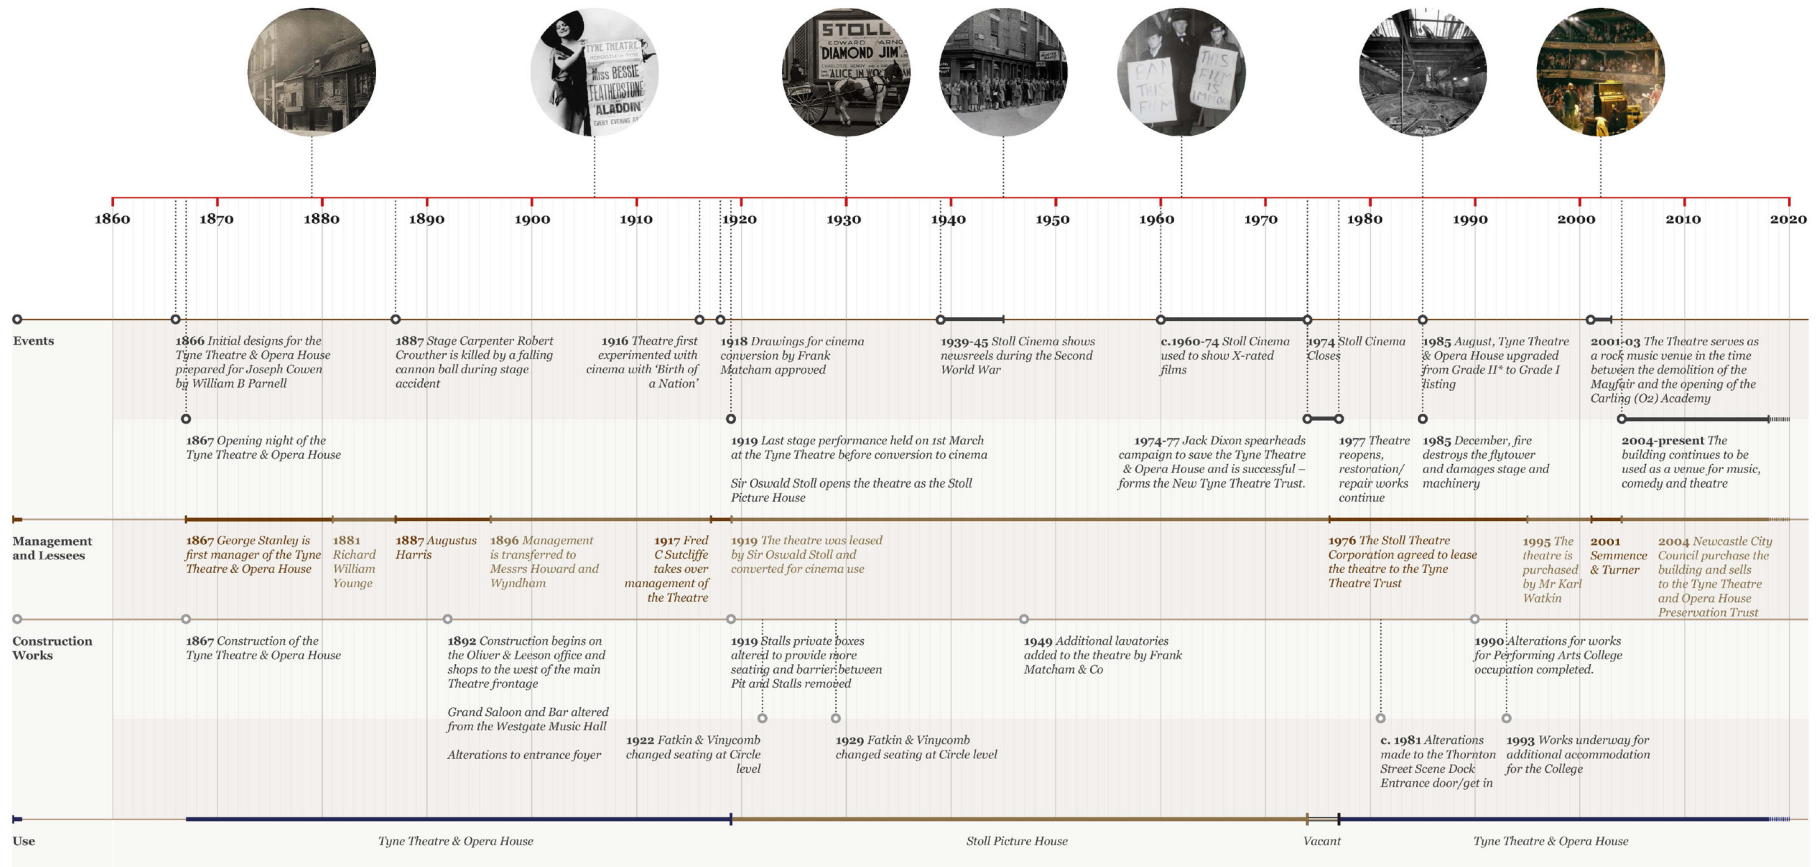 TYNE THEATRE
MISS BESSIE
FEATHERSTONE
ALADDIN
EVERY EVENING
STOLL
EDWARD ARNO
DIAMOND JIM
ALICE IN WO
BAN
THIS
FILM
THIS
FILM
IS
1860 1870 1880 1890 1900 1910 1920 1930 1940 1950 1960 1970 1980 1990 2000 2010 2020
Events
1866 Initial designs for the
Tyne Theatre & Opera House
prepared for Joseph Cowen
by William B Parnell
1887 Stage Carpenter Robert
Crowther is killed by a falling
cannon ball during stage
accident
1916 Theatre first
experimented with
cinema with ‘Birth of
a Nation’
1918 Drawings for cinema
conversion by Frank
Matcham approved
1939-45 Stoll Cinema shows
newsreels during the Second
World War
c.1960-74 Stoll Cinema
used to show X-rated
films
1974 Stoll Cinema
Closes
1985 August, Tyne Theatre
& Opera House upgraded
from Grade II* to Grade I
listing
2001-03 The Theatre serves as
a rock music venue in the time
between the demolition of the
Mayfair and the opening of the
Carling (O2) Academy
1867 Opening night of the
Tyne Theatre & Opera House
1919 Last stage performance held on 1st March
at the Tyne Theatre before conversion to cinema
Sir Oswald Stoll opens the theatre as the Stoll
Picture House
1974-77 Jack Dixon spearheads
campaign to save the Tyne Theatre
& Opera House and is successful –
forms the New Tyne Theatre Trust.
1977 Theatre
reopens,
restoration/
repair works
continue
1985 December, fire
destroys the flytower
and damages stage and
machinery
2004-present The
building continues to be
used as a venue for music,
comedy and theatre
Management
and Lessees
1867 George Stanley is
first manager of the Tyne
Theatre & Opera House
1881
Richard
William
Younge
1887 Augustus
Harris
1896 Management
is transferred to
Messrs Howard and
Wyndham
1917 Fred
C Sutcliffe
takes over
management of
the Theatre
1919 The theatre was leased
by Sir Oswald Stoll and
converted for cinema use
1976 The Stoll Theatre
Corporation agreed to lease
the theatre to the Tyne
Theatre Trust
1995 The
theatre is
purchased
by Mr Karl
Watkin
2001
Semmence
& Turner
2004 Newcastle City
Council purchase the
building and sells
to the Tyne Theatre
and Opera House
Preservation Trust
Construction
Works
1867 Construction of the
Tyne Theatre & Opera House
1892 Construction begins on
the Oliver & Leeson office and
shops to the west of the main
Theatre frontage
Grand Saloon and Bar altered
from the Westgate Music Hall
Alterations to entrance foyer
1919 Stalls private boxes
altered to provide more
seating and barrier between
Pit and Stalls removed
1949 Additional lavatories
added to the theatre by Frank
Matcham & Co
1990 Alterations for works
for Performing Arts College
occupation completed.
1922 Fatkin & Vinycomb
changed seating at Circle
level
1929 Fatkin & Vinycomb
changed seating at Circle level
c. 1981 Alterations
made to the Thornton
Street Scene Dock
Entrance door/get in
1993 Works underway for
additional accommodation
for the College
Use
Tyne Theatre & Opera House
Stoll Picture House
Vacant
Tyne Theatre & Opera House